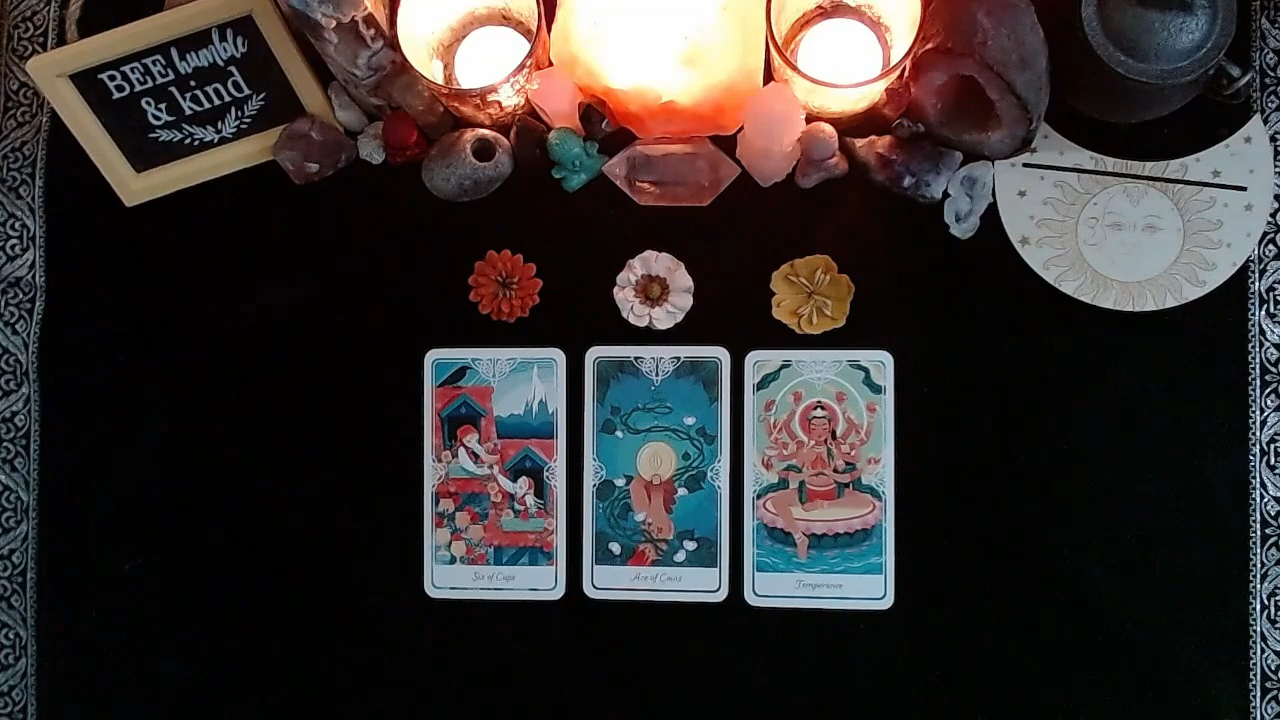 BEE humble
& kind
Six of Cups
Ace of Coins
Temperance